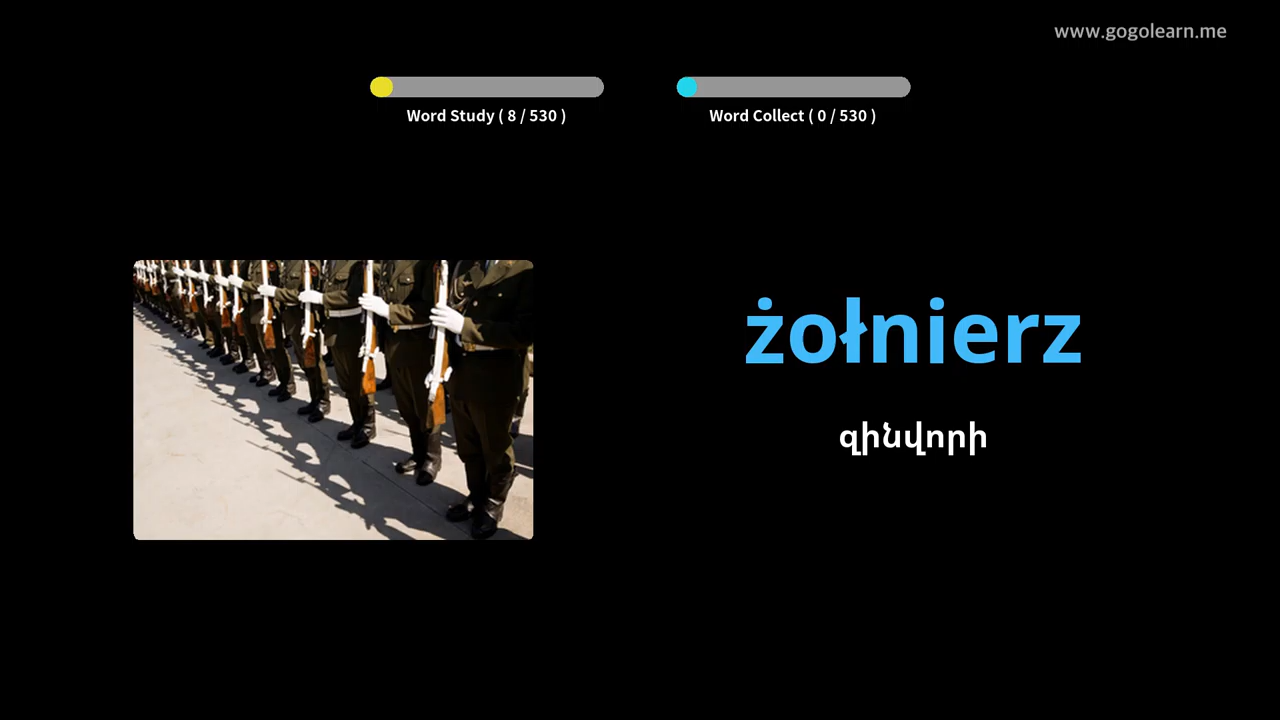 www.gogolearn.me
Word Study ( 8 / 530 )
Word Collect ( 0 / 530 )
żołnierz
զինվորի